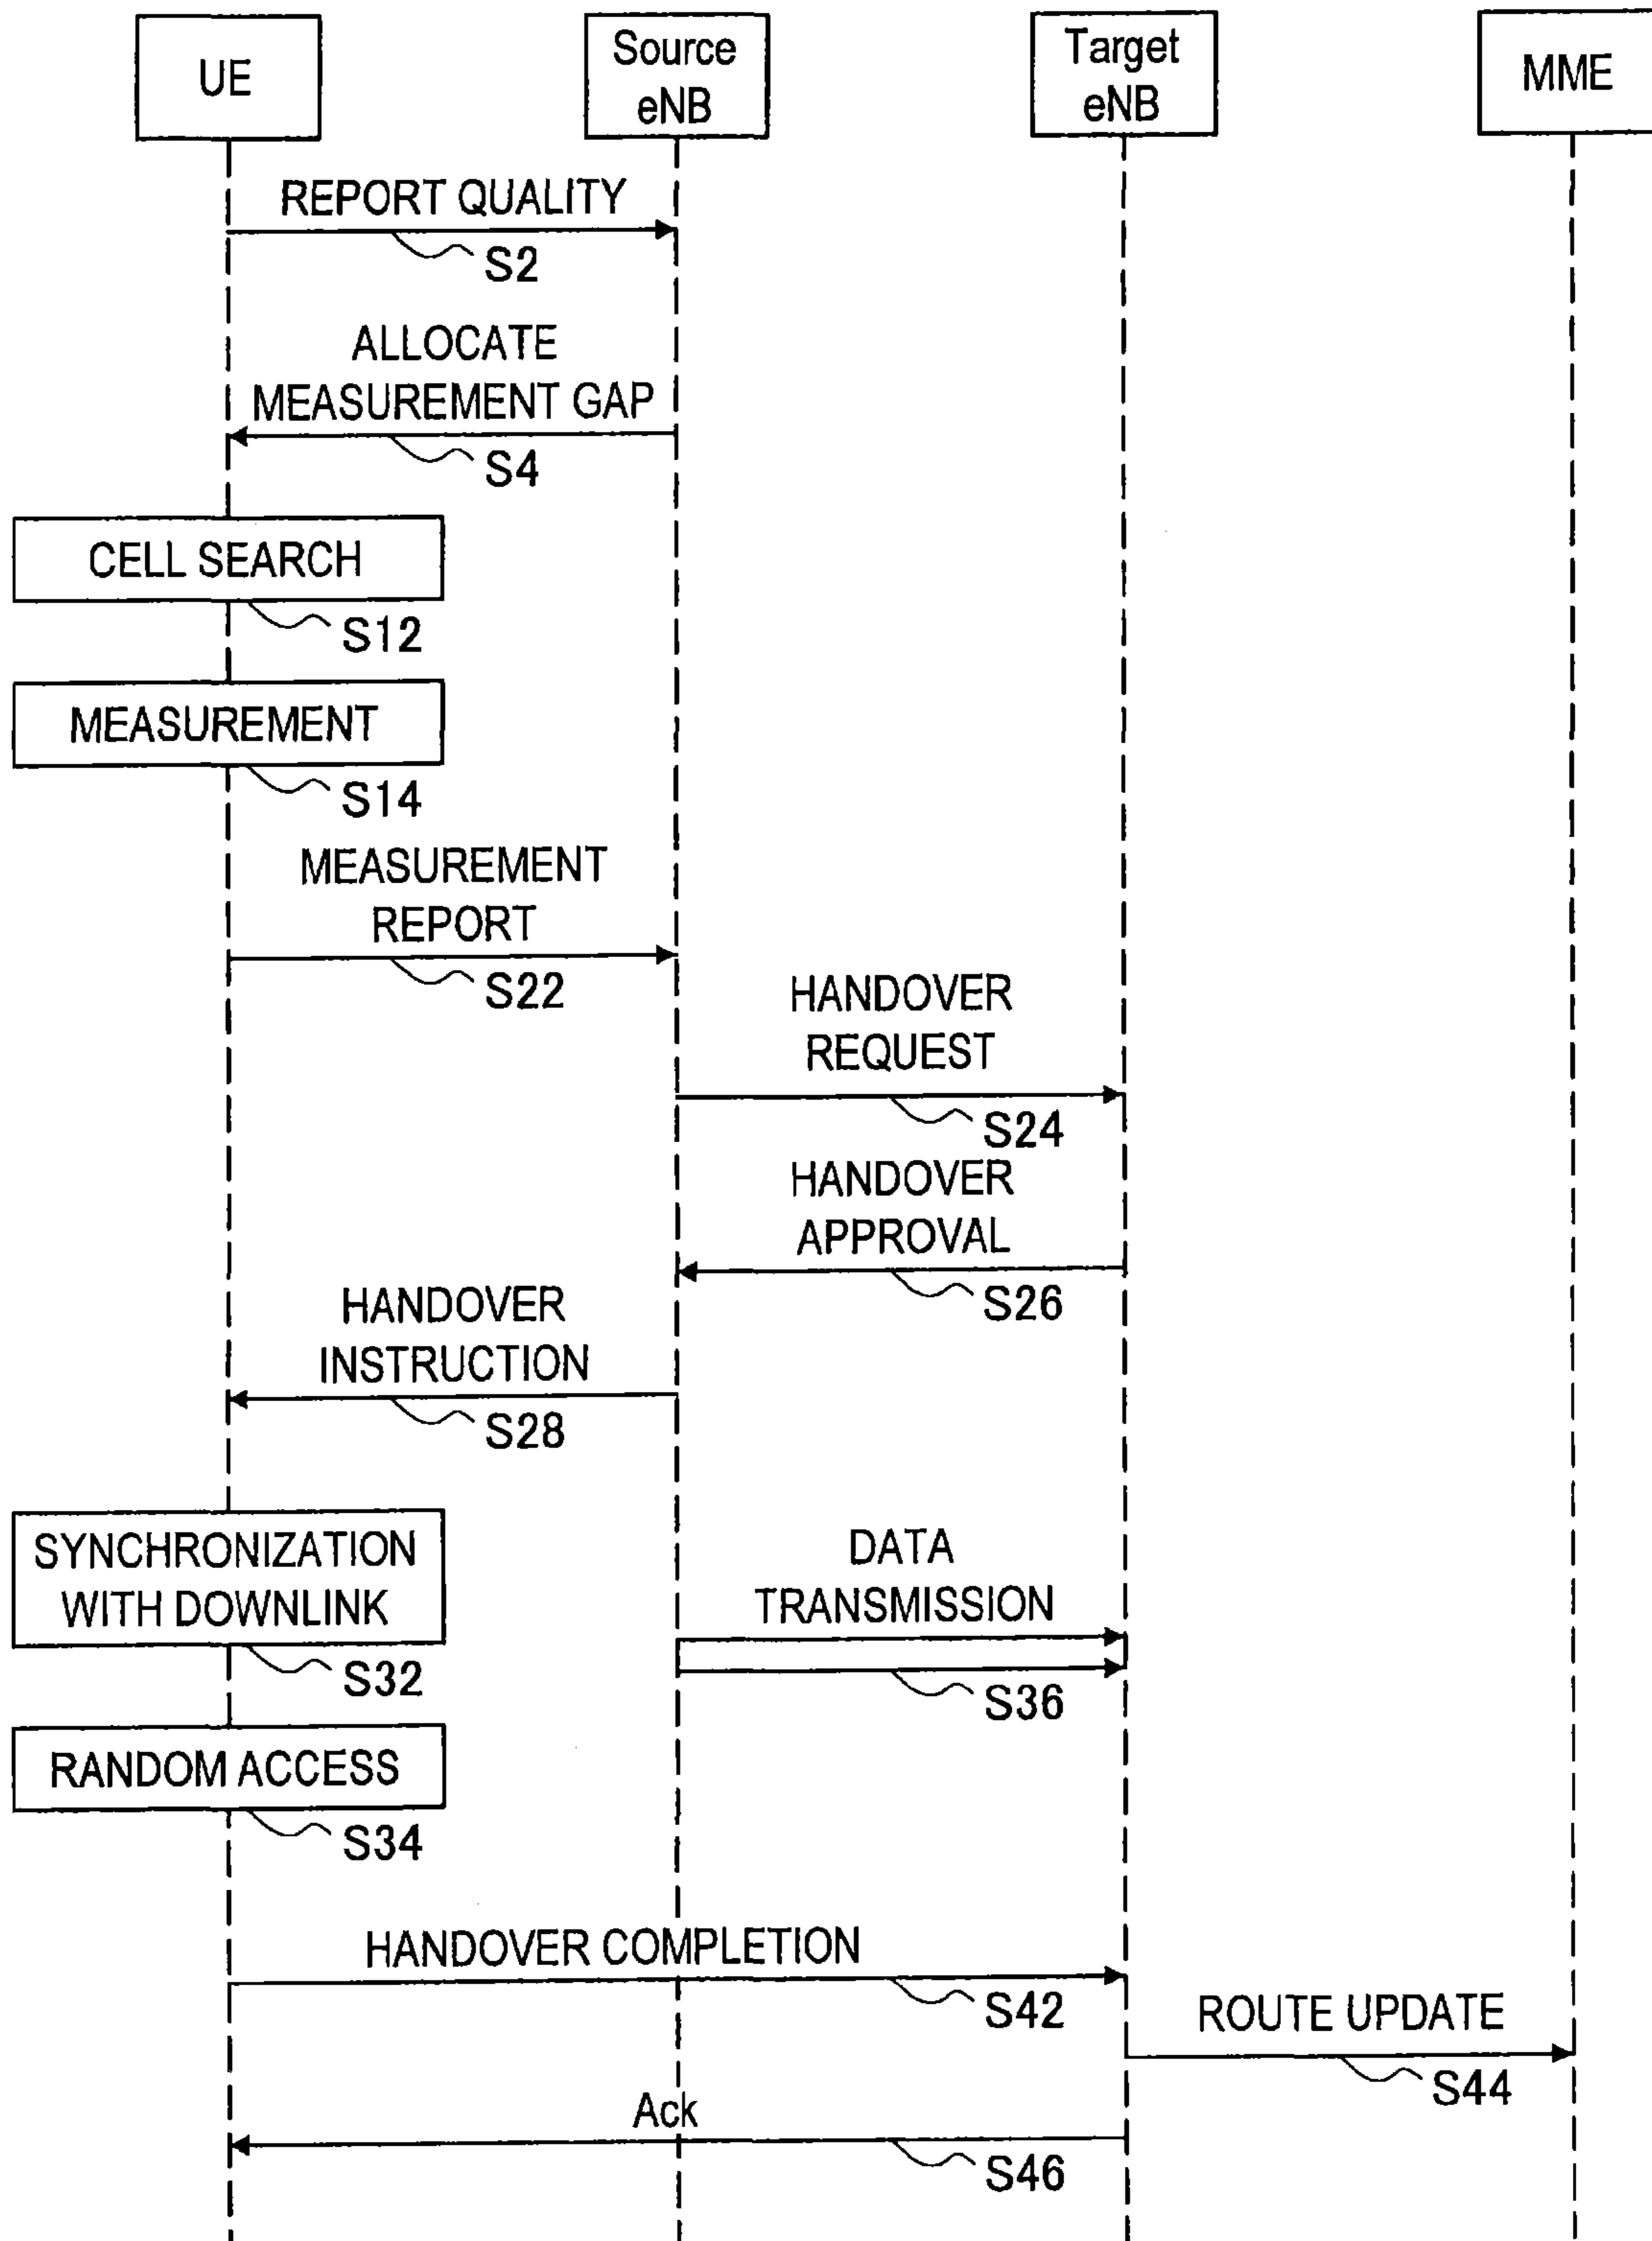 UE
Source
eNB
Target
eNB
MME
REPORT QUALITY
S2
ALLOCATE
MEASUREMENT GAP
S4
CELL SEARCH
S12
MEASUREMENT
S14
MEASUREMENT
REPORT
S22
HANDOVER
REQUEST
S24
HANDOVER
APPROVAL
S26
HANDOVER
INSTRUCTION
S28
SYNCHRONIZATION
WITH DOWNLINK
S32
DATA
TRANSMISSION
S36
RANDOM ACCESS
S34
HANDOVER COMPLETION
S42
ROUTE UPDATE
S44
Ack
S46